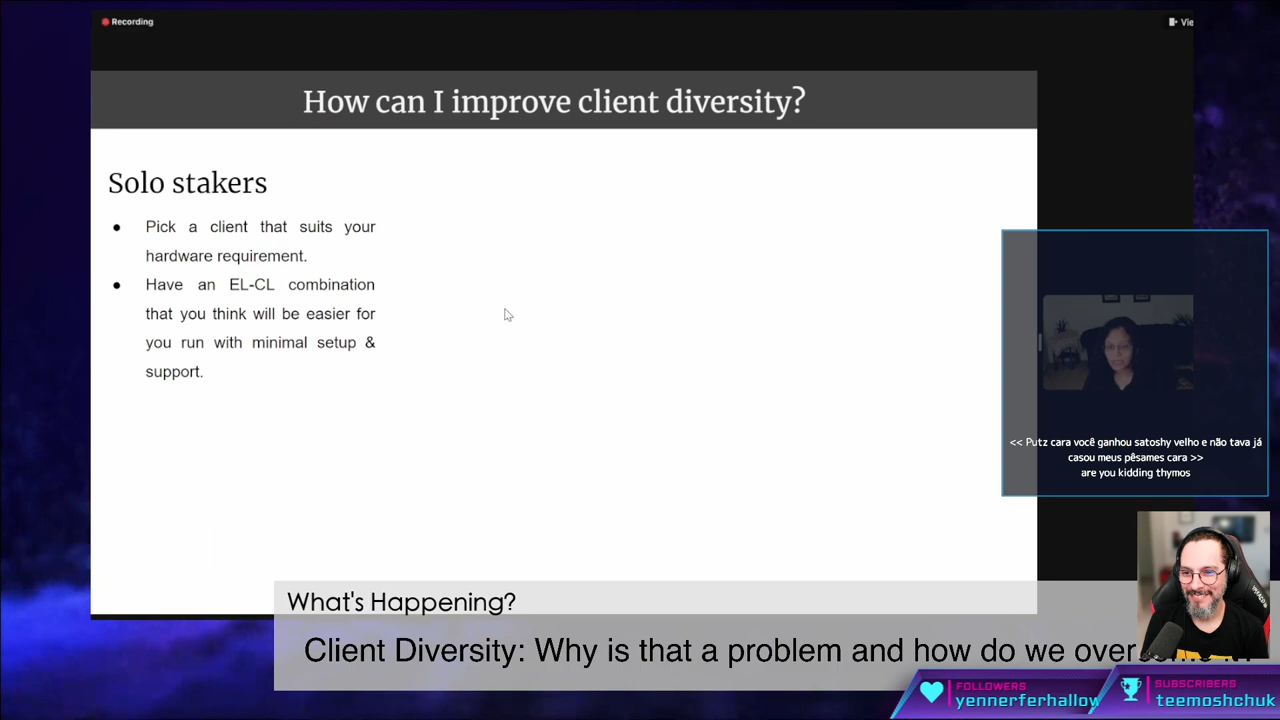 Recording
Vie
How can I improve client diversity?
Solo stakers
● Pick a client that suits your
hardware requirement.
● Have an EL-CL combination
that you think will be easier for
you run with minimal setup &
support.
<< Putz cara você ganhou satoshy velho e não tava já
casou meus pêsames cara >>
are you kidding thymos
What's Happening?
Client Diversity: Why is that a problem and how do we
FOLLOWERS
yennerferhallow
SUBSCRIBERS
teemoshchuk